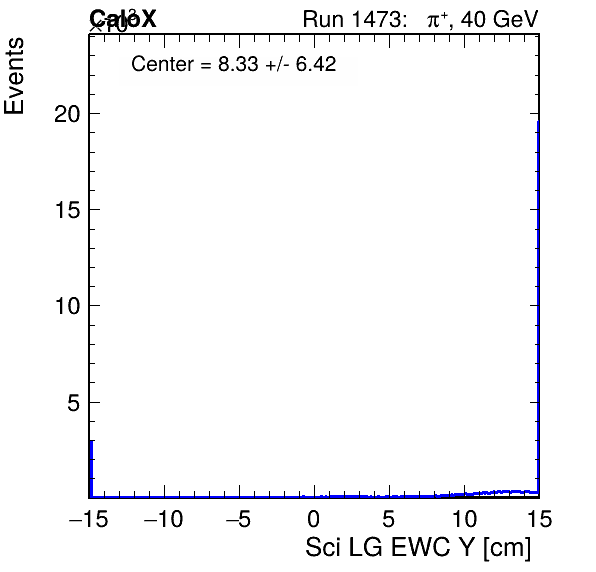 CaloX Run 1473: π⁺, 40 GeV
×10³
Center = 8.33 +/- 6.42
Events
20
15
10
5
−15 −10 −5 0 5 10 15
Sci LG EWC Y [cm]